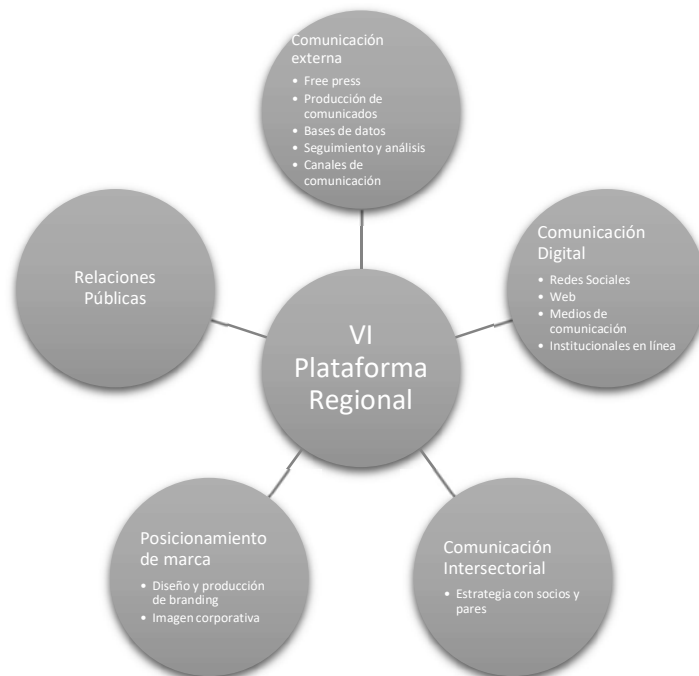 Comunicación
externa
• Free press
• Producción de
comunicados
• Bases de datos
• Seguimiento y análisis
• Canales de
comunicación
Comunicación
Digital
• Redes Sociales
• Web
• Medios de
comunicación
• Institucionales en línea
Comunicación
Intersectorial
• Estrategia con socios y
pares
Posicionamiento
de marca
• Diseño y producción
de branding
• Imagen corporativa
Relaciones
Públicas
VI
Plataforma
Regional